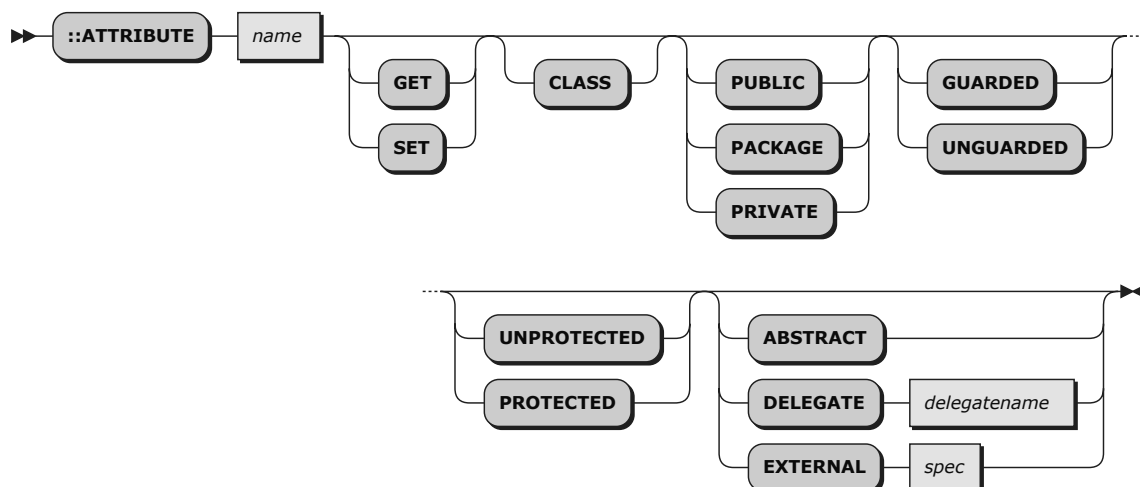 ::ATTRIBUTE name
GET CLASS PUBLIC GUARDED
SET PACKAGE UNGUARDED
PRIVATE
UNPROTECTED ABSTRACT
PROTECTED DELEGATE delegatename
EXTERNAL spec